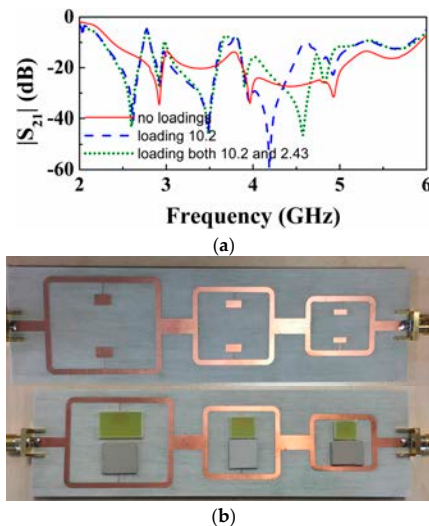 (a)
0
-20
-40
-60
|S21| (dB)
no loadings
loading 10.2
loading both 10.2 and 2.43
2 3 4 5 6
Frequency (GHz)
(a)
(b)